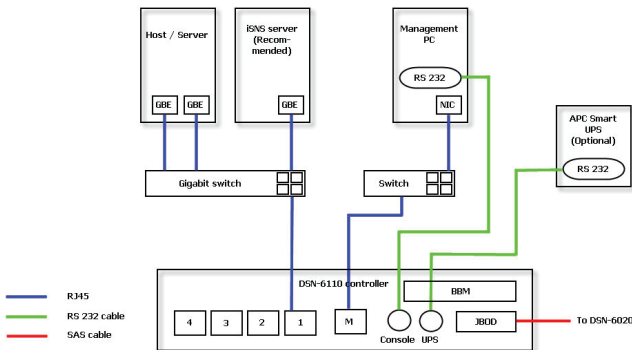 Host / Server
GBE
GBE
iSNS server
(Recom-
mended)
GBE
Management
PC
RS 232
NIC
APC Smart
UPS
(Optional)
RS 232
Gigabit switch
Switch
DSN-6110 controller
BBM
4
3
2
1
M
Console
UPS
JBOD
To DSN-6020
RJ45
RS 232 cable
SAS cable